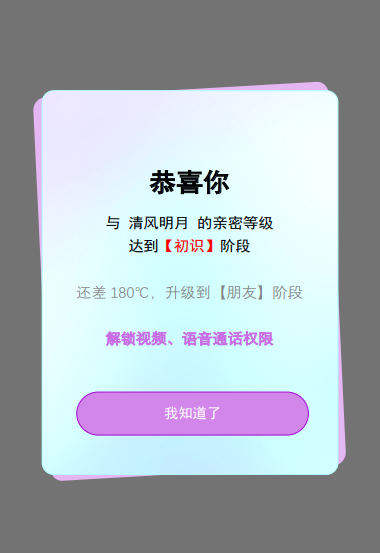 恭喜你
与 清风明月 的亲密等级
达到【初识】阶段
还差 180℃，升级到【朋友】阶段
解锁视频、语音通话权限
我知道了